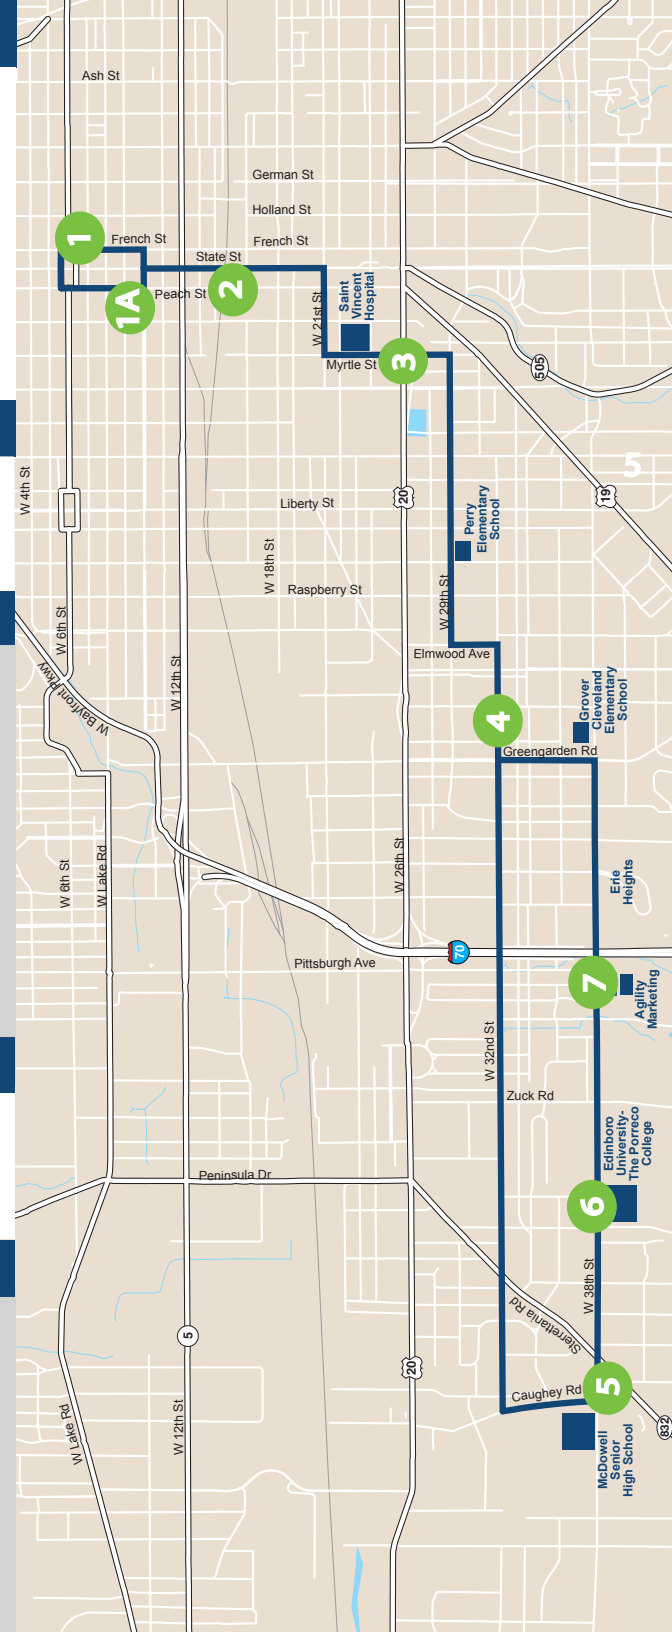 Ash St
German St
Holland St
French St
French St
State St
Peach St
1
1A
2
W 21st St
Saint
Vincent
Hospital
Myrtle St
3
505
5
W 4th St
Liberty St
20
19
W 18th St
Perry
Elementary
School
Raspberry St
W 29th St
W 6th St
Elmwood Ave
W Bayfront Pkwy
W 12th St
4
Grover
Cleveland
Elementary
School
Greengarden Rd
W 6th St
W Lake Rd
W 26th St
Erie
Heights
Pittsburgh Ave
70
7
Agility
Marketing
W 32nd St
Zuck Rd
Edinboro
University-
The Porreco
College
Peninsula Dr
6
W 38th St
Sterrettania Rd
5
20
Caughey Rd
5
W Lake Rd
W 12th St
McDowell
Senior
High School
832